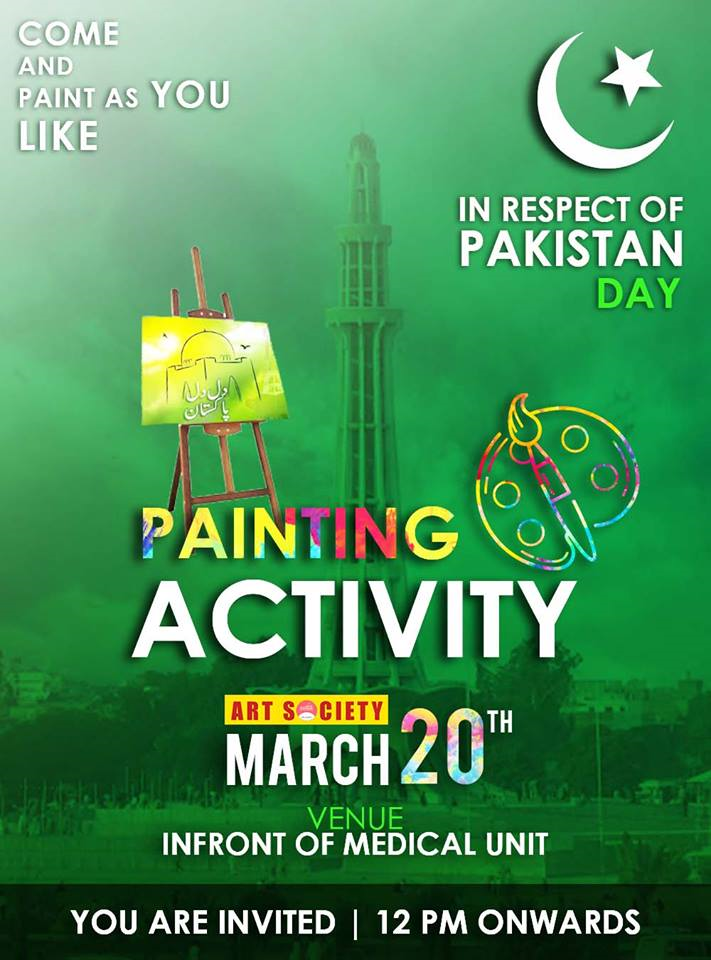 COME
AND
PAINT AS YOU
LIKE
IN RESPECT OF
PAKISTAN
DAY
دل دل
پاکستان
PAINTING
ACTIVITY
ART SOCIETY
MARCH 20TH
VENUE
INFRONT OF MEDICAL UNIT
YOU ARE INVITED | 12 PM ONWARDS